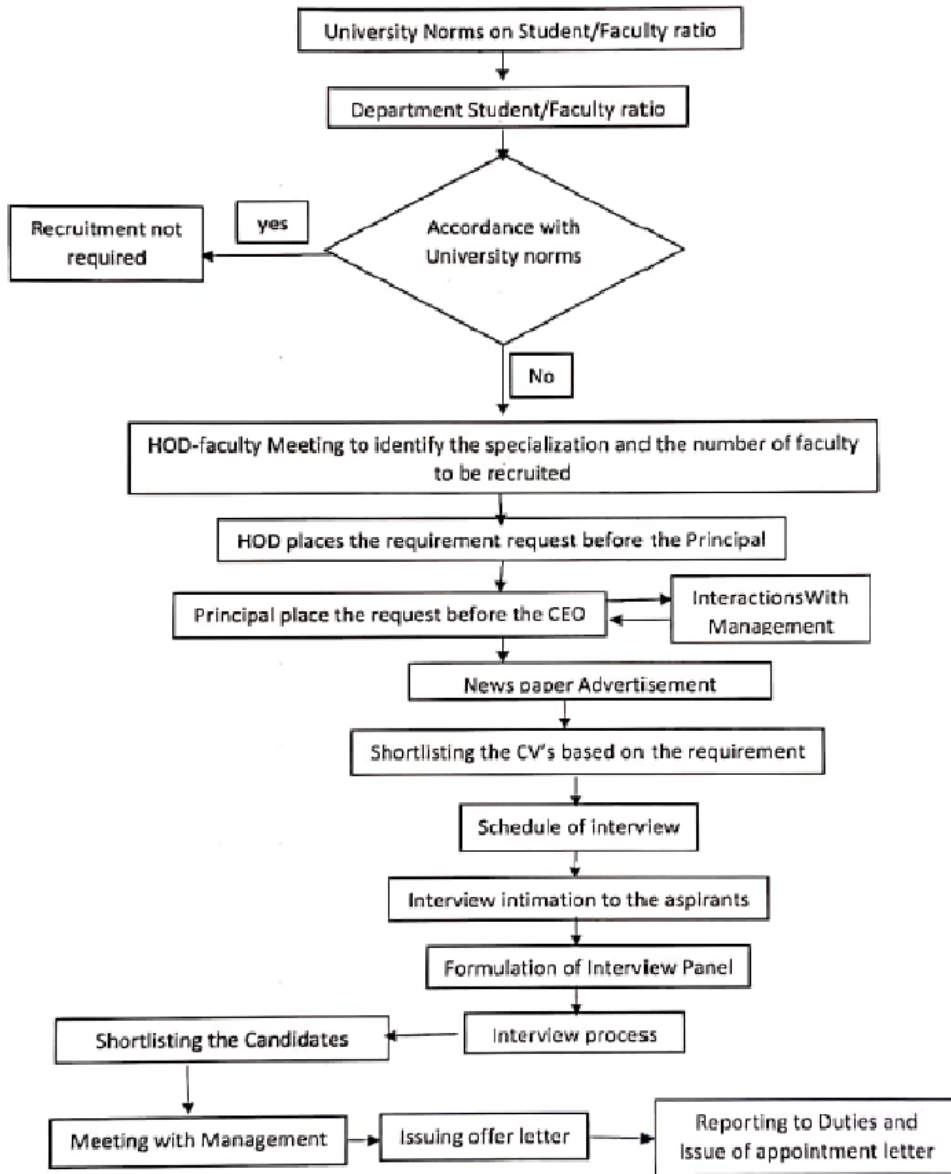 University Norms on Student/Faculty ratio
Department Student/Faculty ratio
Accordance with
University norms
yes
Recruitment not
required
No
HOD-faculty Meeting to identify the specialization and the number of faculty
to be recruited
HOD places the requirement request before the Principal
Principal place the request before the CEO
InteractionsWith
Management
News paper Advertisement
Shortlisting the CV's based on the requirement
Schedule of interview
Interview intimation to the aspirants
Formulation of Interview Panel
Interview process
Shortlisting the Candidates
Meeting with Management
Issuing offer letter
Reporting to Duties and
Issue of appointment letter